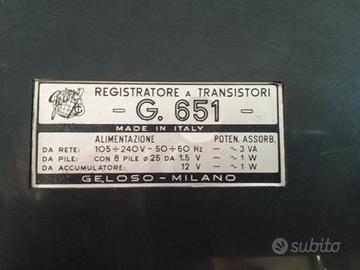 Geloso
REGISTRATORE A TRANSISTORI
- G. 651 -
MADE IN ITALY
ALIMENTAZIONE POTEN. ASSORB.
DA RETE: 105÷240V - 50÷60 Hz - ~ 3 VA
DA PILE: CON 8 PILE ø 25 DA 1.5 V - ~ 1 W
DA ACCUMULATORE: 12 V - ~ 1 W
GELOSO - MILANO
subito